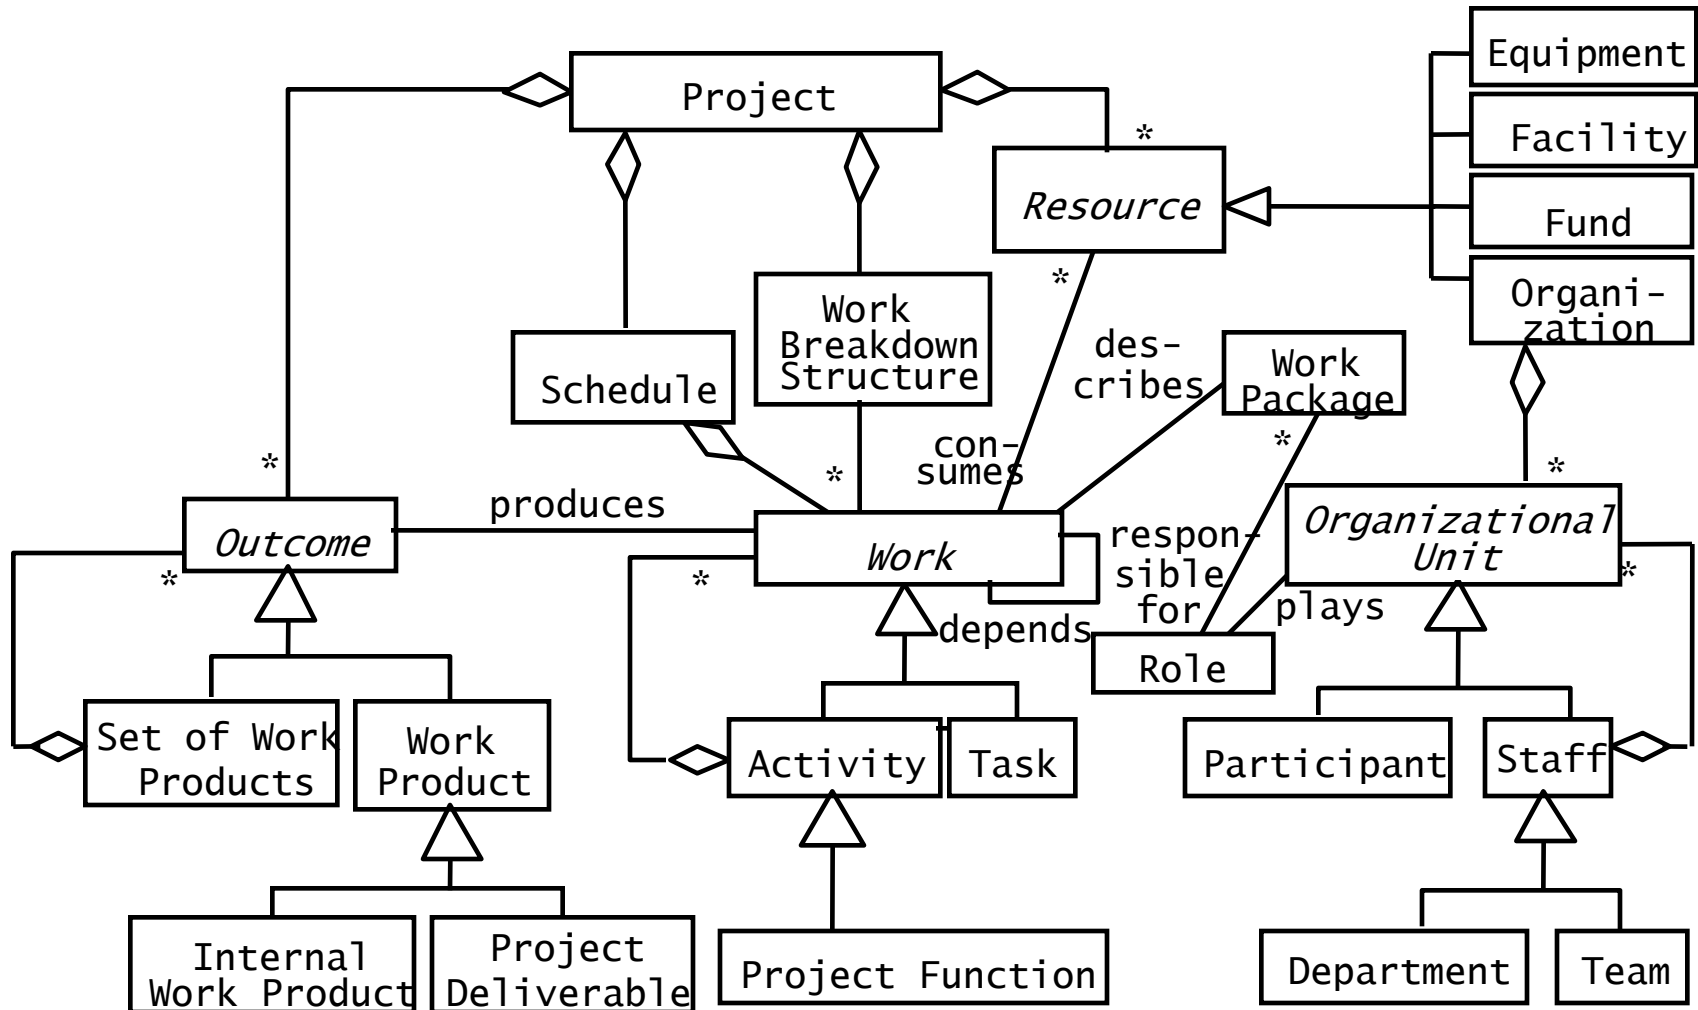 Equipment
Project
Facility
*
Resource
Fund
*
Organi-
zation
Work
Breakdown
Structure
des-
cribes
Work
Package
Schedule
*
con-
sumes
*
*
*
produces
Outcome
Work
respon-
sible
for
Organizational
Unit
*
*
*
plays
depends
Role
Set of Work
Products
Work
Product
Activity
Task
Participant
Staff
Internal
Work Product
Project
Deliverable
Project Function
Department
Team